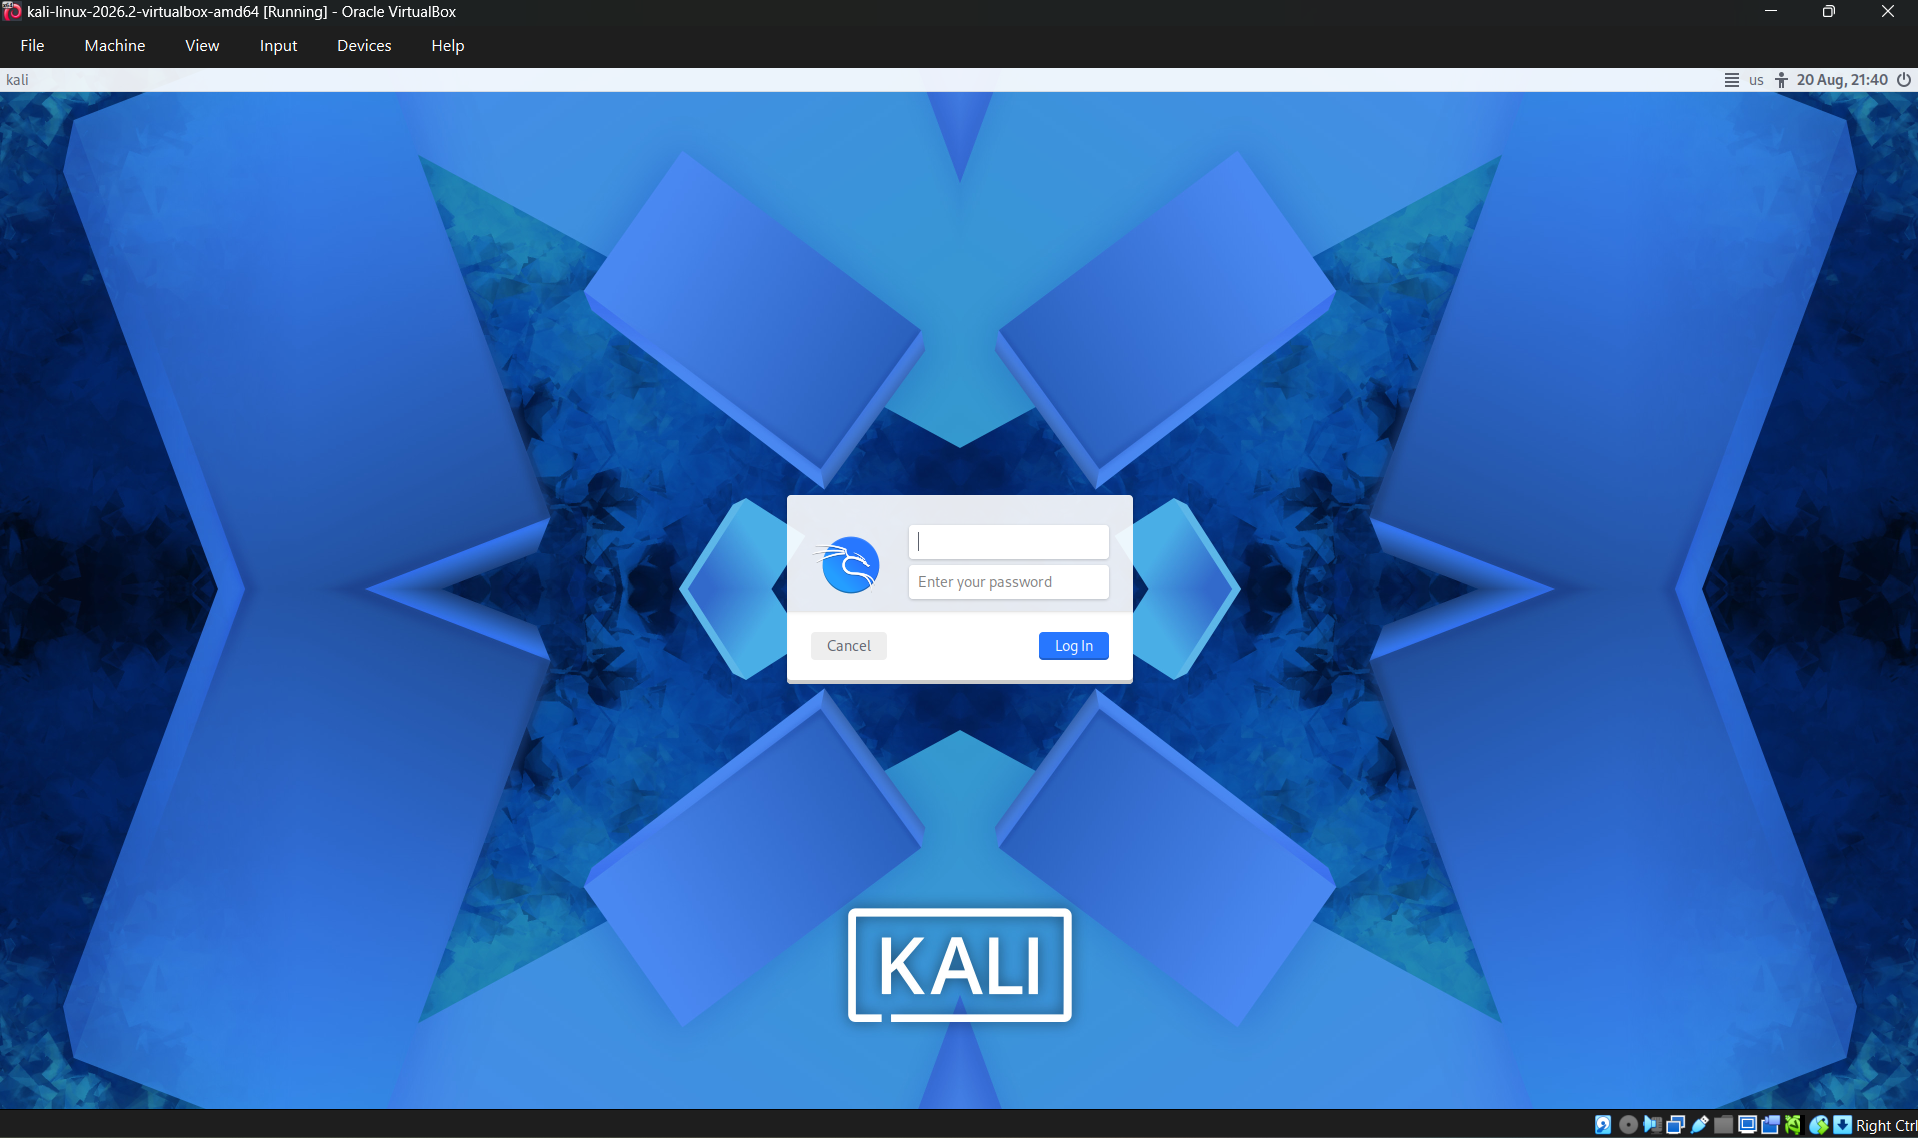 kali-linux-2026.2-virtualbox-amd64 [Running] - Oracle VirtualBox
File Machine View Input Devices Help
kali us 20 Aug, 21:40
Enter your password
Cancel Log In
KALI
Right Ctrl